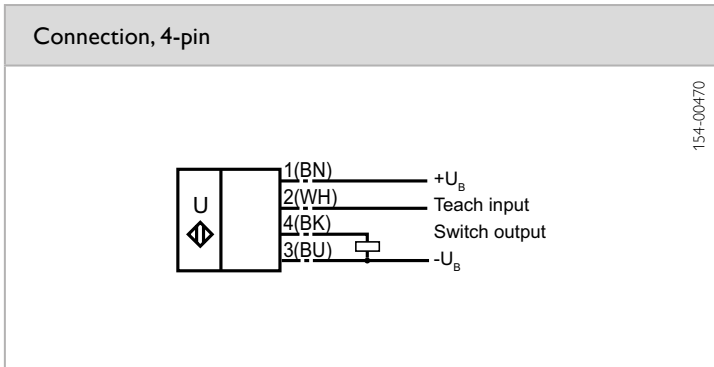 Connection, 4-pin
154-00470
U
1(BN)
+U_B
2(WH)
Teach input
4(BK)
Switch output
3(BU)
-U_B